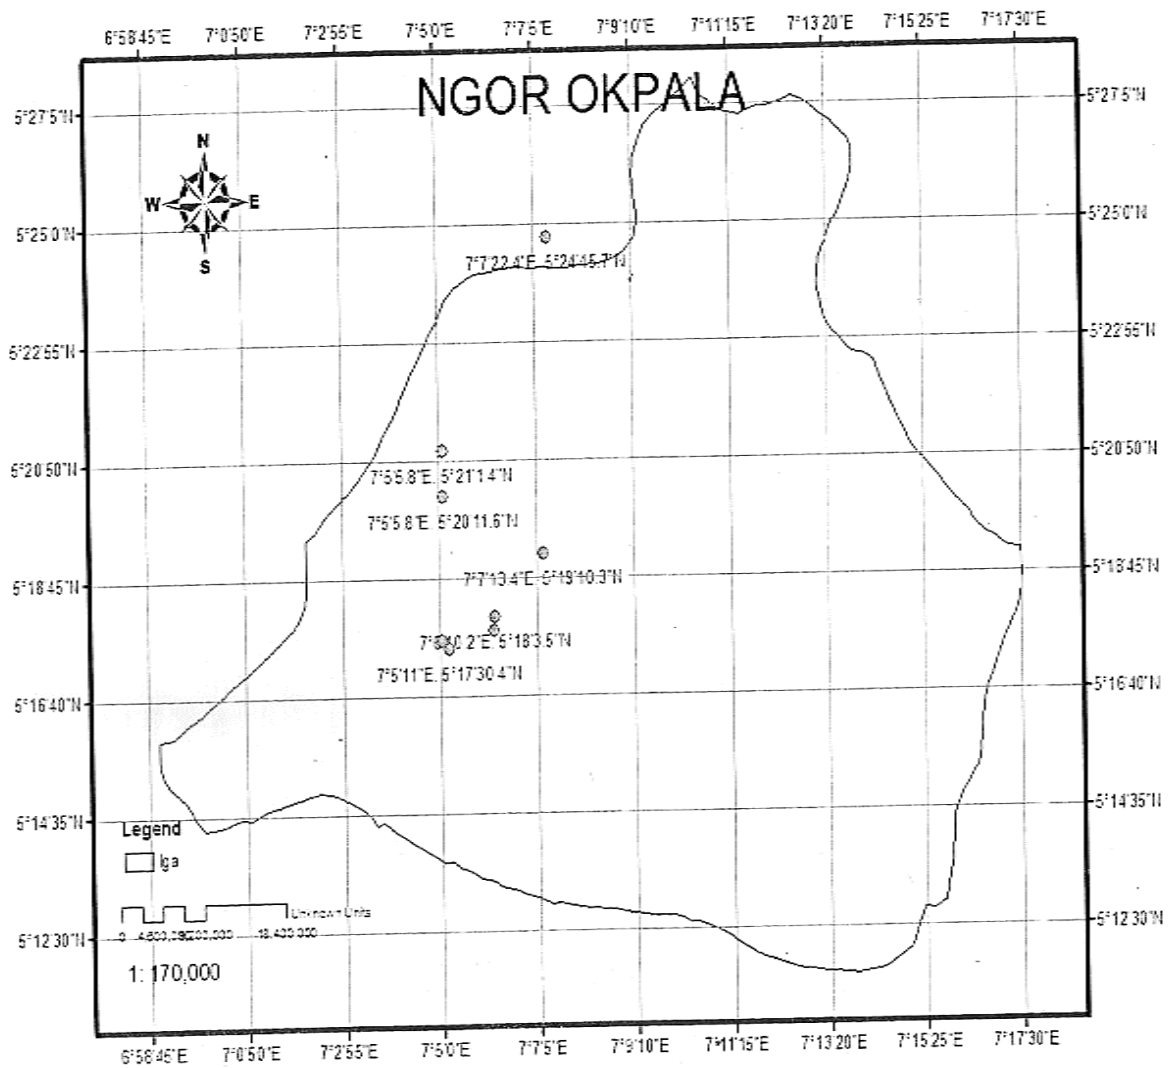 6°58'45"E 7°0'50"E 7°2'55"E 7°5'0"E 7°7'5"E 7°9'10"E 7°11'15"E 7°13'20"E 7°15'25"E 7°17'30"E
NGOR OKPALA
5°27'5"N 5°27'5"N
N
W E
S
5°25'0"N 5°25'0"N
7°7'22.4"E, 5°24'45.7"N
5°22'55"N 5°22'55"N
5°20'50"N 5°20'50"N
7°5'5.8"E, 5°21'1.4"N
7°5'5.8"E, 5°20'11.6"N
7°7'13.4"E, 5°19'10.3"N
5°18'45"N 5°18'45"N
5°18'3.5"N
7°5'11"E, 5°17'30.4"N
5°16'40"N 5°16'40"N
5°14'35"N 5°14'35"N
Legend
lga
Unknown Units
0
5°12'30"N 5°12'30"N
1: 170,000
6°58'45"E 7°0'50"E 7°2'55"E 7°5'0"E 7°7'5"E 7°9'10"E 7°11'15"E 7°13'20"E 7°15'25"E 7°17'30"E